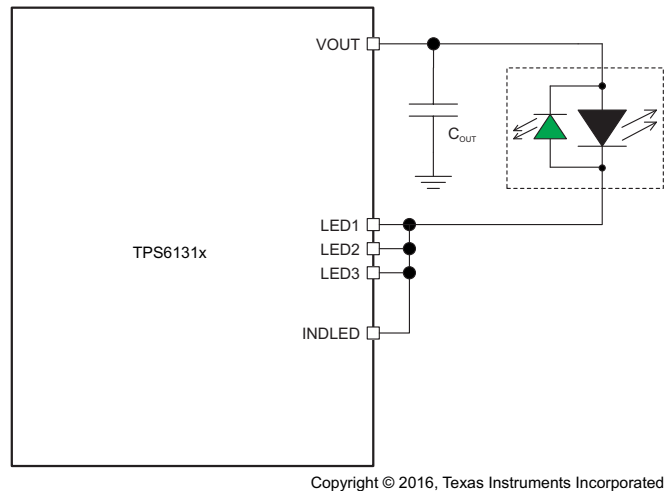 VOUT
C_OUT
LED1
LED2
TPS6131x
LED3
INDLED
Copyright © 2016, Texas Instruments Incorporated